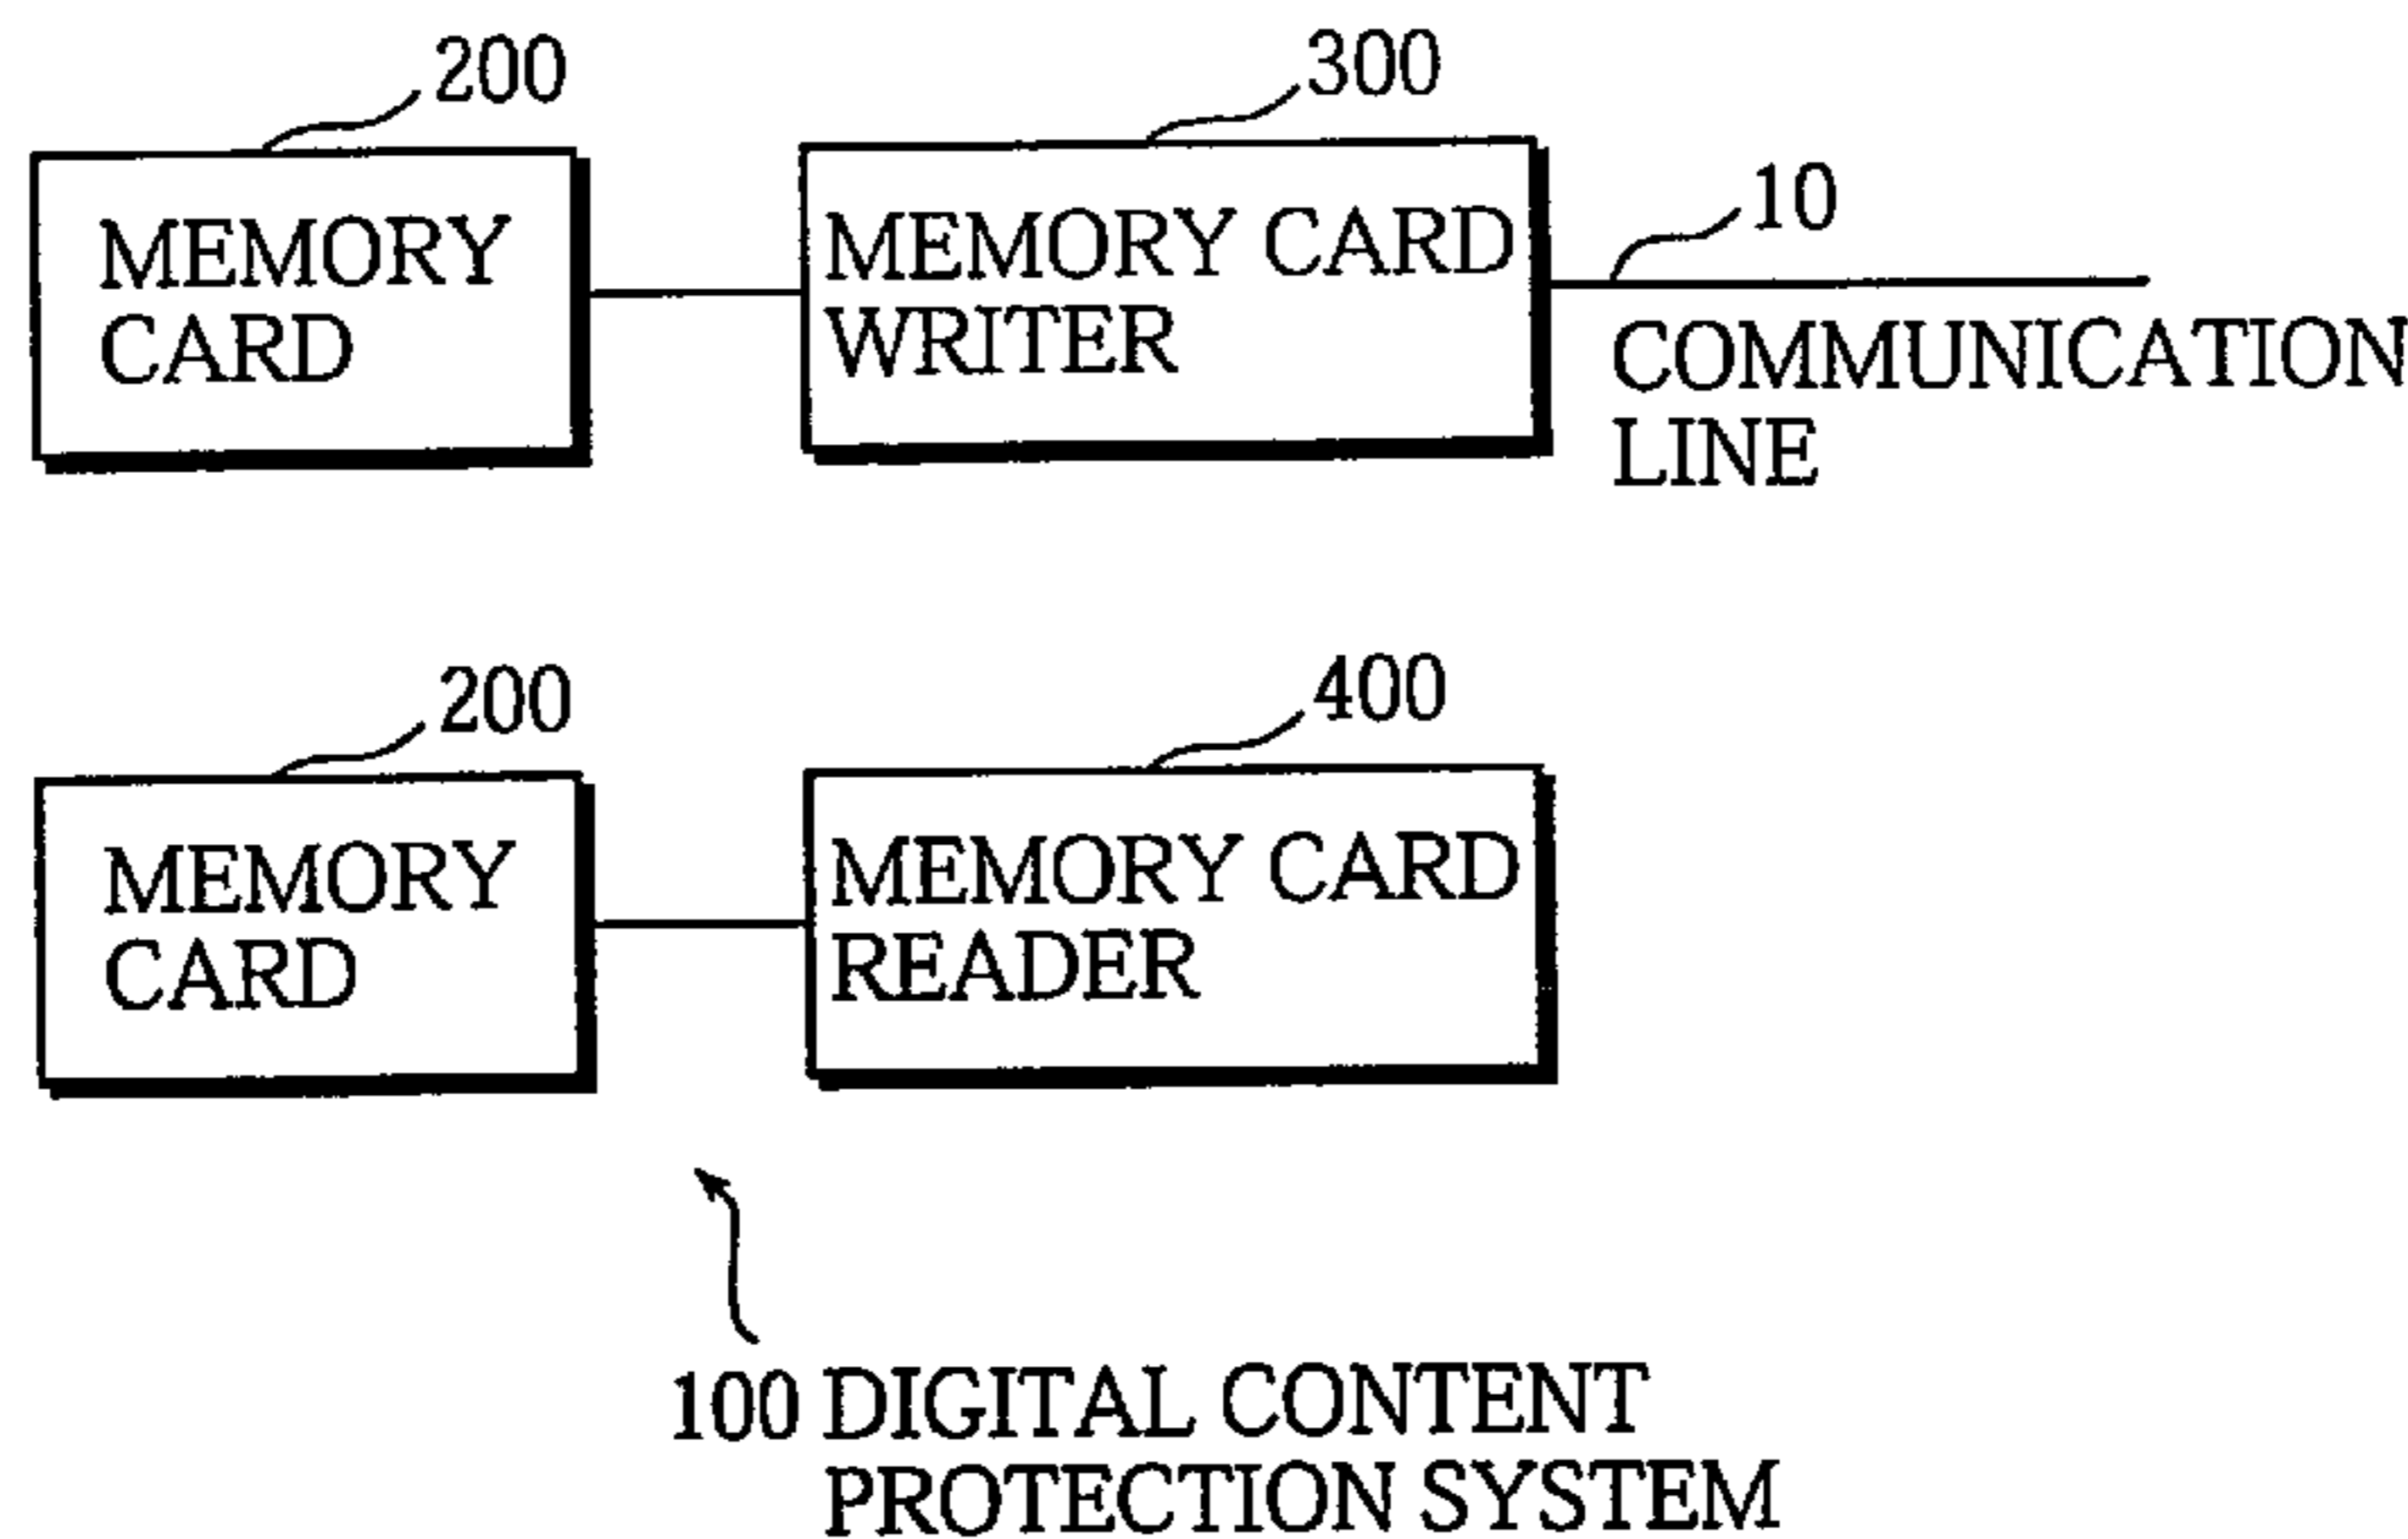 200
300
MEMORY
CARD
MEMORY CARD
WRITER
10
COMMUNICATION
LINE
200
400
MEMORY
CARD
MEMORY CARD
READER
100 DIGITAL CONTENT
PROTECTION SYSTEM